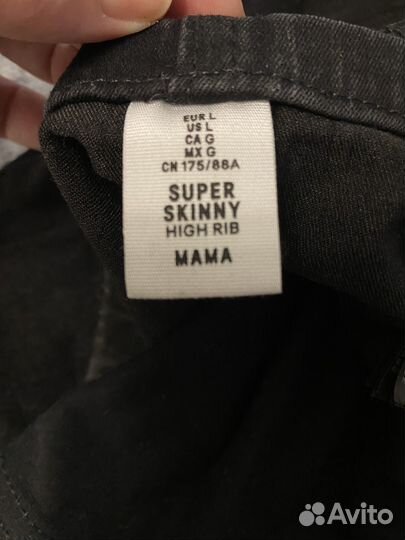 EUR L
US L
CA G
MX G
CN 175/88A
SUPER
SKINNY
HIGH RIB
MAMA
Avito